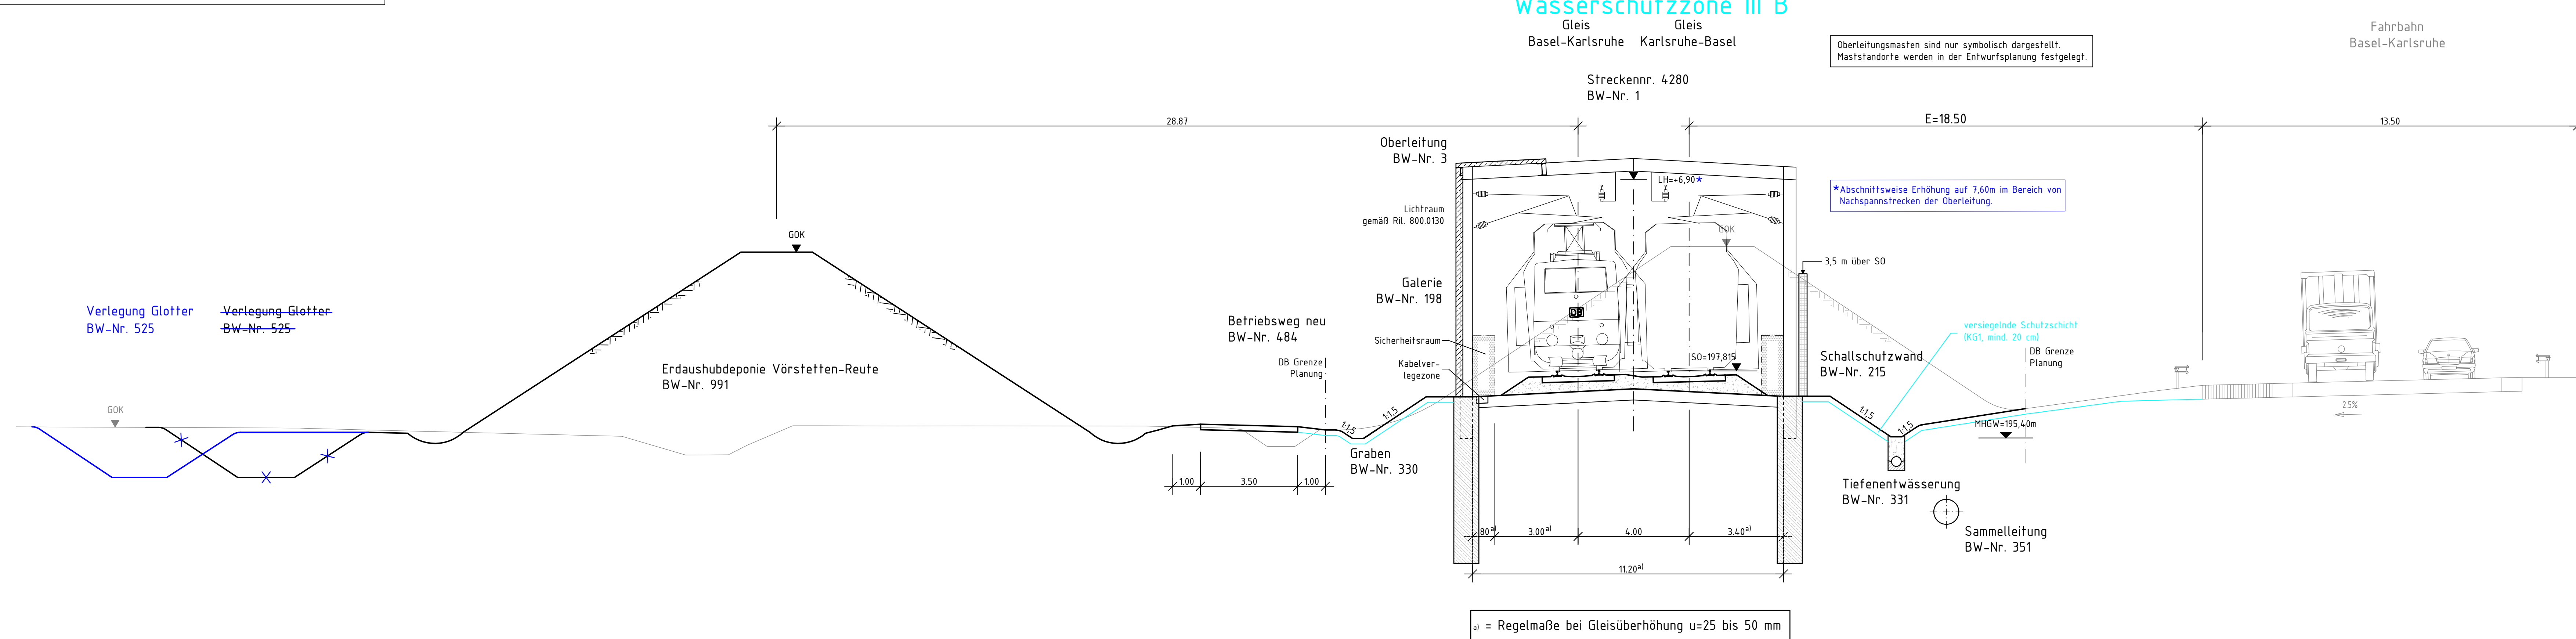 Wasserschutzzone III B
Gleis
Basel-Karlsruhe
Gleis
Karlsruhe-Basel
Oberleitungsmasten sind nur symbolisch dargestellt.
Maststandorte werden in der Entwurfsplanung festgelegt.
Fahrbahn
Basel-Karlsruhe
Streckennr. 4280
BW-Nr. 1
28.87
E=18.50
13.50
Oberleitung
BW-Nr. 3
LH=+6,90*
*Abschnittsweise Erhöhung auf 7,60m im Bereich von
Nachspannstrecken der Oberleitung.
Lichtraum
gemäß Ril. 800.0130
GOK
GOK
3,5 m über SO
Galerie
BW-Nr. 198
Verlegung Glotter
BW-Nr. 525
Verlegung Glotter
BW-Nr. 525
DB
Betriebsweg neu
BW-Nr. 484
versiegelnde Schutzschicht
(KG1, mind. 20 cm)
Sicherheitsraum
SO=197,815
Schallschutzwand
BW-Nr. 215
DB Grenze
Planung
DB Grenze
Planung
Kabelver-
legezone
Erdaushubdeponie Vörstetten-Reute
BW-Nr. 991
GOK
1:1,5
1:1,5
1:1,5
1:1,5
2.5%
MHGW=195,40m
Graben
BW-Nr. 330
1.00
3.50
1.00
Tiefenentwässerung
BW-Nr. 331
80a)
3.00a)
4.00
3.40a)
Sammelleitung
BW-Nr. 351
11.20a)
a) = Regelmaße bei Gleisüberhöhung u=25 bis 50 mm